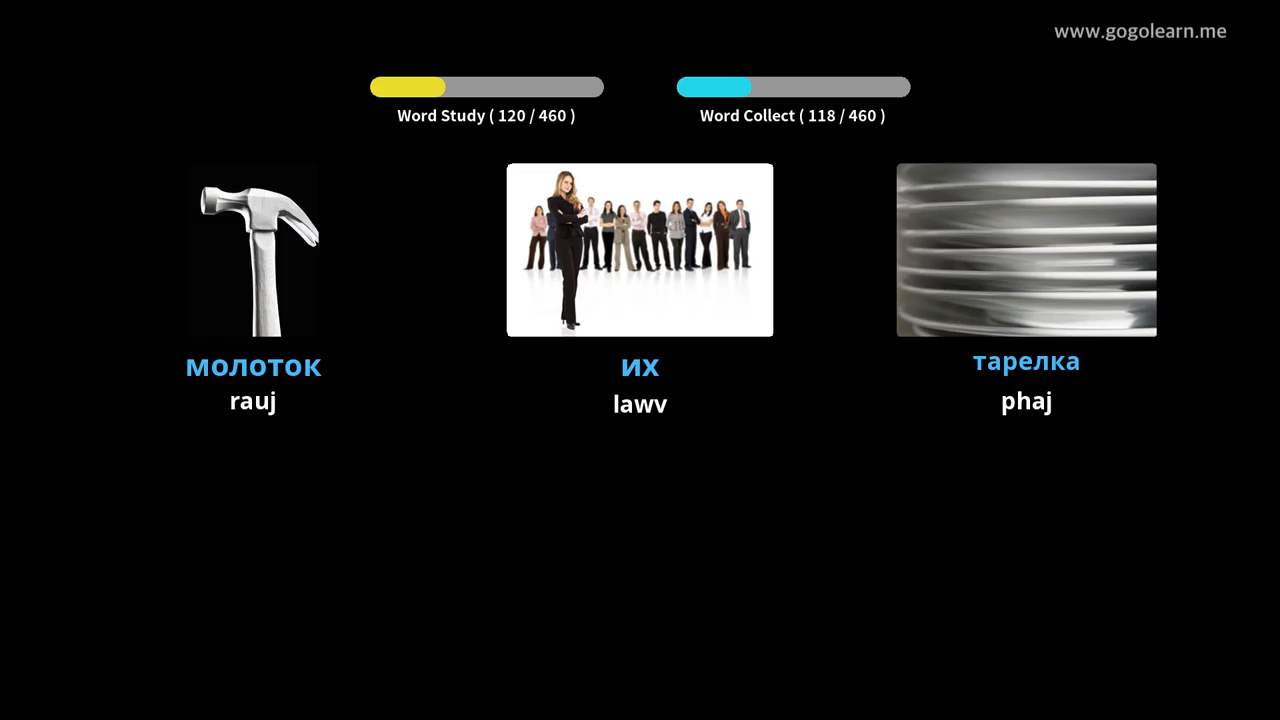 www.gogolearn.me
Word Study ( 120 / 460 )
Word Collect ( 118 / 460 )
молоток
rauj
их
lawv
тарелка
phaj